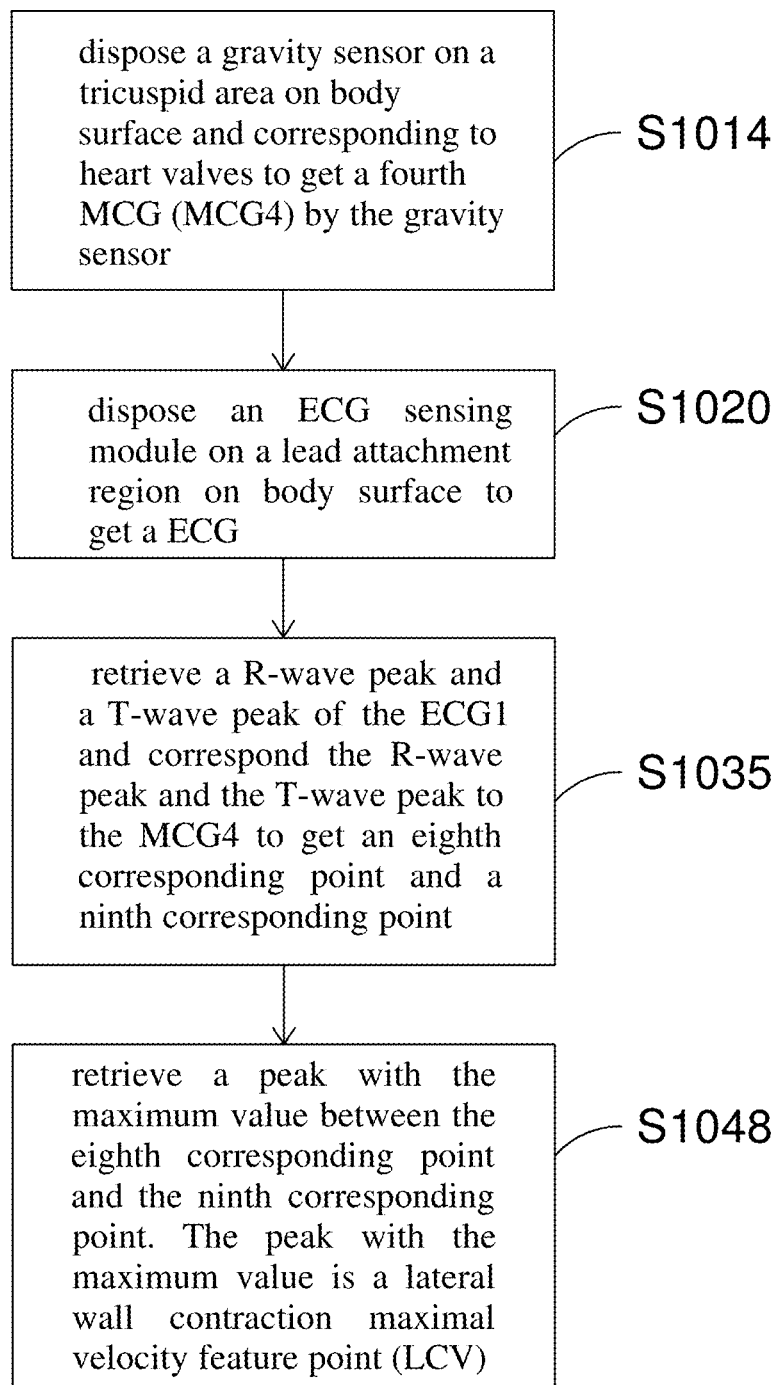 dispose a gravity sensor on a
tricuspid area on body
surface and corresponding to
heart valves to get a fourth
MCG (MCG4) by the gravity
sensor
S1014
dispose an ECG sensing
module on a lead attachment
region on body surface to
get a ECG
S1020
retrieve a R-wave peak and
a T-wave peak of the ECG1
and correspond the R-wave
peak and the T-wave peak to
the MCG4 to get an eighth
corresponding point and a
ninth corresponding point
S1035
retrieve a peak with the
maximum value between the
eighth corresponding point
and the ninth corresponding
point. The peak with the
maximum value is a lateral
wall contraction maximal
velocity feature point (LCV)
S1048